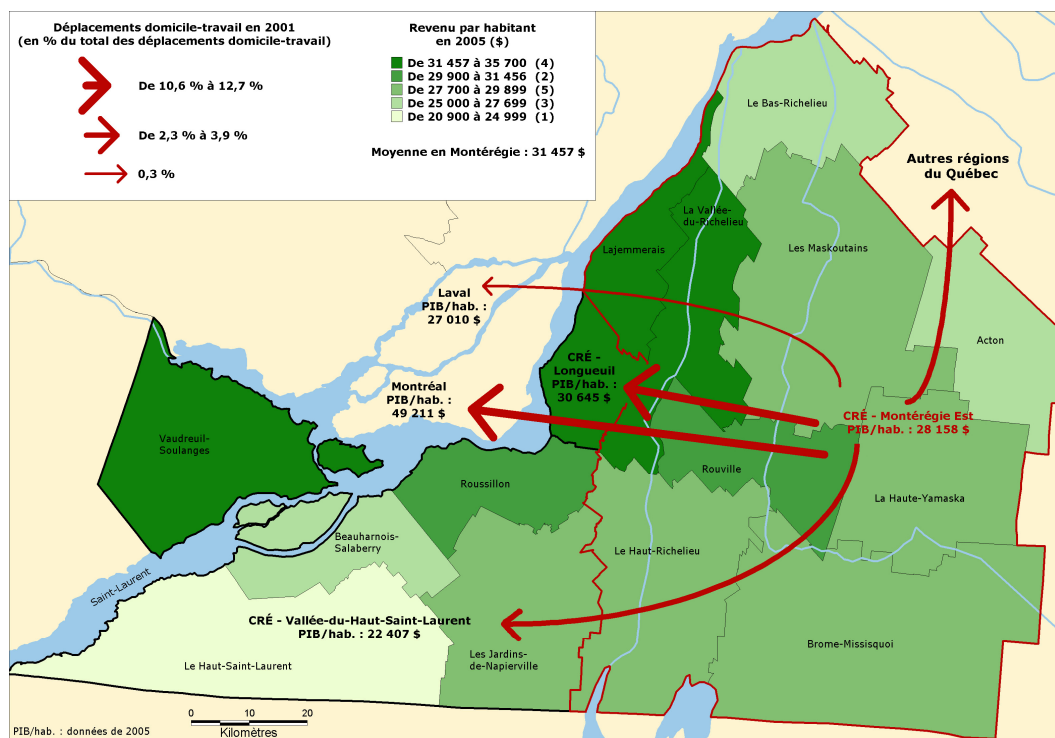 Déplacements domicile-travail en 2001
(en % du total des déplacements domicile-travail)
De 10,6 % à 12,7 %
De 2,3 % à 3,9 %
0,3 %
Revenu par habitant
en 2005 ($)
De 31 457 à 35 700 (4)
De 29 900 à 31 456 (2)
De 27 700 à 29 899 (5)
De 25 000 à 27 699 (3)
De 20 900 à 24 999 (1)
Moyenne en Montérégie : 31 457 $
Le Bas-Richelieu
Autres régions
du Québec
La Vallée-
du-Richelieu
Lajemmerais
Les Maskoutains
Laval
PIB/hab. :
27 010 $
Acton
CRÉ -
Longueuil
PIB/hab. :
30 645 $
Montréal
PIB/hab. :
49 211 $
CRÉ - Montérégie Est
PIB/hab. : 28 158 $
Vaudreuil-
Soulanges
Roussillon
Rouville
La Haute-Yamaska
Beauharnois-
Salaberry
Le Haut-Richelieu
Saint-Laurent
CRÉ - Vallée-du-Haut-Saint-Laurent
PIB/hab. : 22 407 $
Brome-Missisquoi
Le Haut-Saint-Laurent
Les Jardins-
de-Napierville
0 10 20
Kilomètres
PIB/hab. : données de 2005